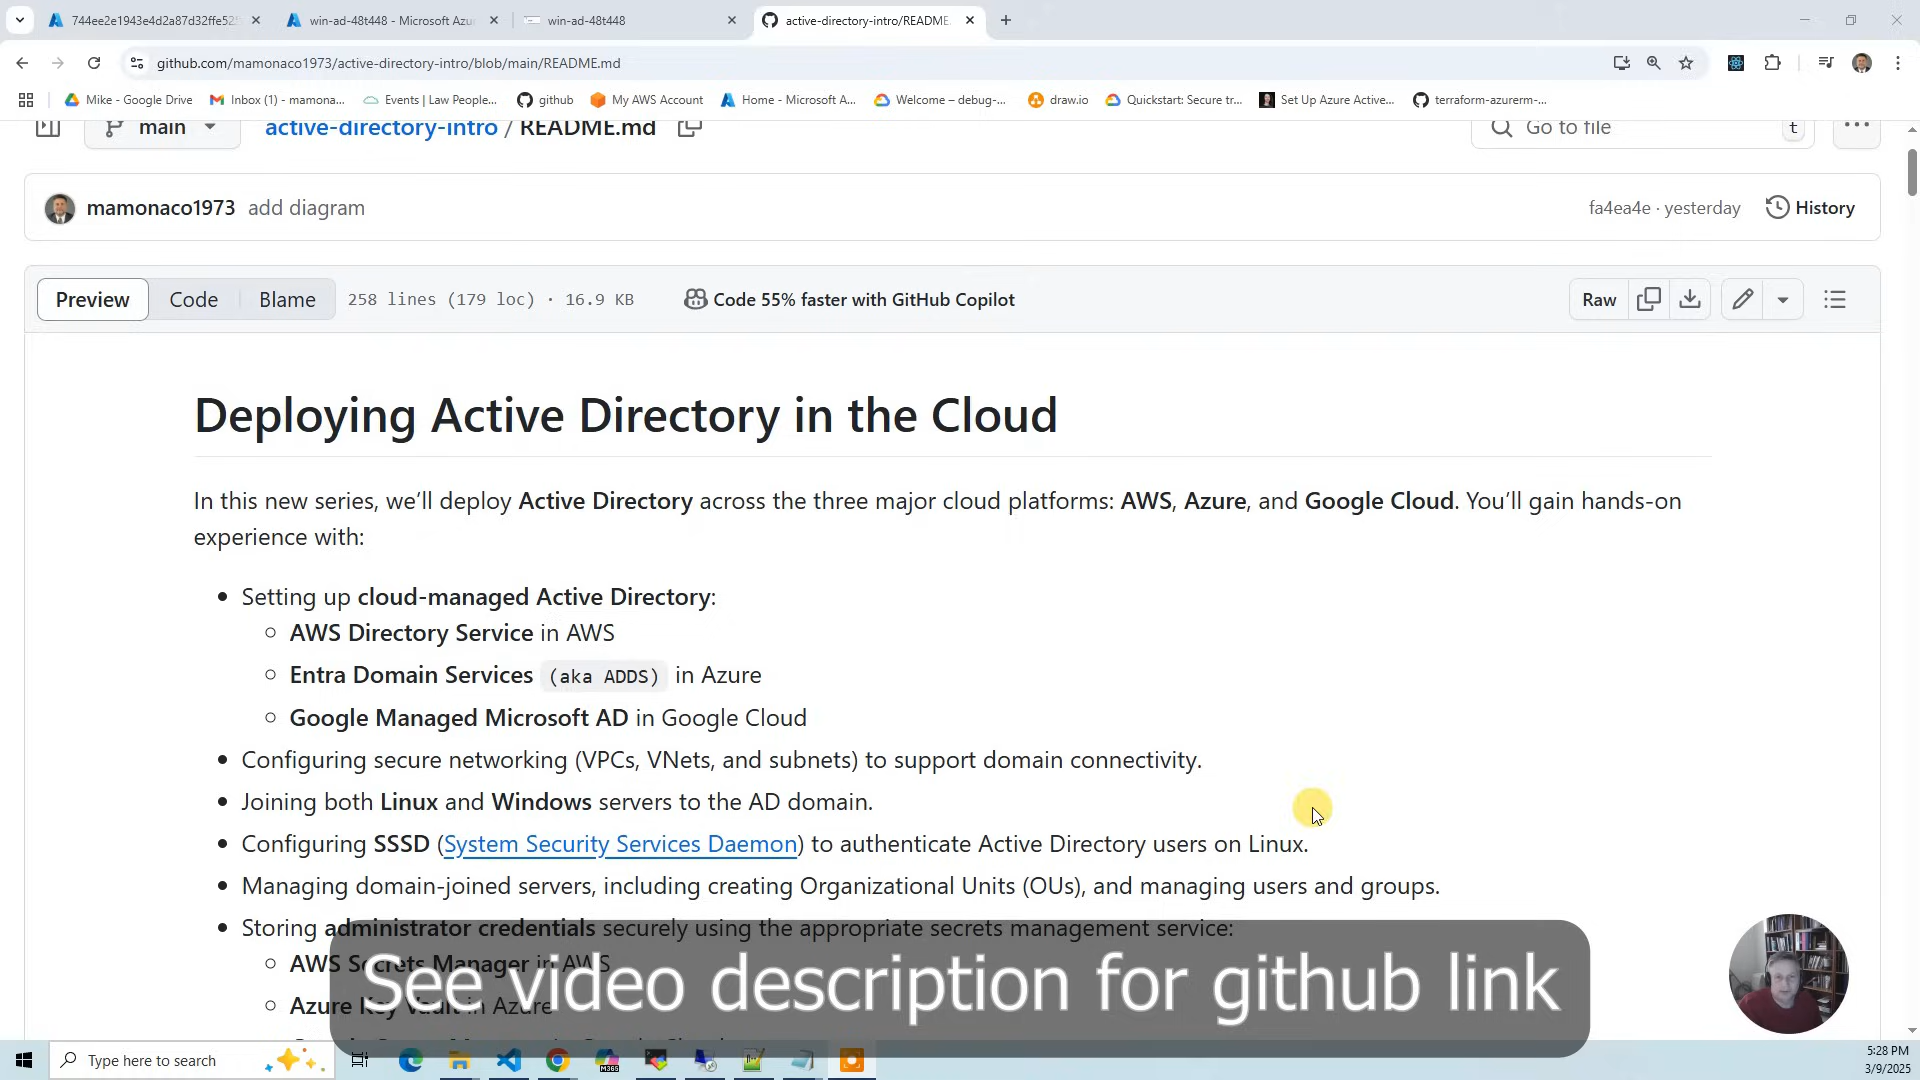 744ee2e1943e4d2a87d32ffe52
win-ad-48t448 - Microsoft Azu
win-ad-48t448
active-directory-intro/README
github.com/mamonaco1973/active-directory-intro/blob/main/README.md
Mike - Google Drive
Inbox (1) - mamona...
Events | Law People...
github
My AWS Account
Home - Microsoft A...
Welcome – debug-...
draw.io
Quickstart: Secure tr...
Set Up Azure Active...
terraform-azurerm-...
main
active-directory-intro / README.md
Go to file
t
mamonaco1973 add diagram
fa4ea4e · yesterday
History
Preview
Code
Blame
258 lines (179 loc) · 16.9 KB
Code 55% faster with GitHub Copilot
Raw
Deploying Active Directory in the Cloud
In this new series, we’ll deploy Active Directory across the three major cloud platforms: AWS, Azure, and Google Cloud. You’ll gain hands-on
experience with:
Setting up cloud-managed Active Directory:
AWS Directory Service in AWS
Entra Domain Services (aka ADDS) in Azure
Google Managed Microsoft AD in Google Cloud
Configuring secure networking (VPCs, VNets, and subnets) to support domain connectivity.
Joining both Linux and Windows servers to the AD domain.
Configuring SSSD (System Security Services Daemon) to authenticate Active Directory users on Linux.
Managing domain-joined servers, including creating Organizational Units (OUs), and managing users and groups.
Storing administrator credentials securely using the appropriate secrets management service:
AWS Secrets Manager in AWS
Azure Key Vault in Azure
See video description for github link
Type here to search
M365
5:28 PM
3/9/2025